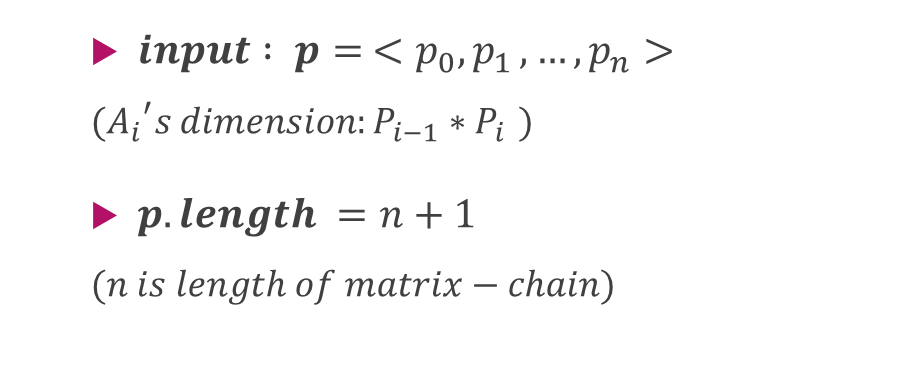 ▶ input : p = < p₀, p₁ , … , pₙ >
(Aᵢ's dimension: Pᵢ₋₁ * Pᵢ )
▶ p. length = n + 1
(n is length of matrix − chain)